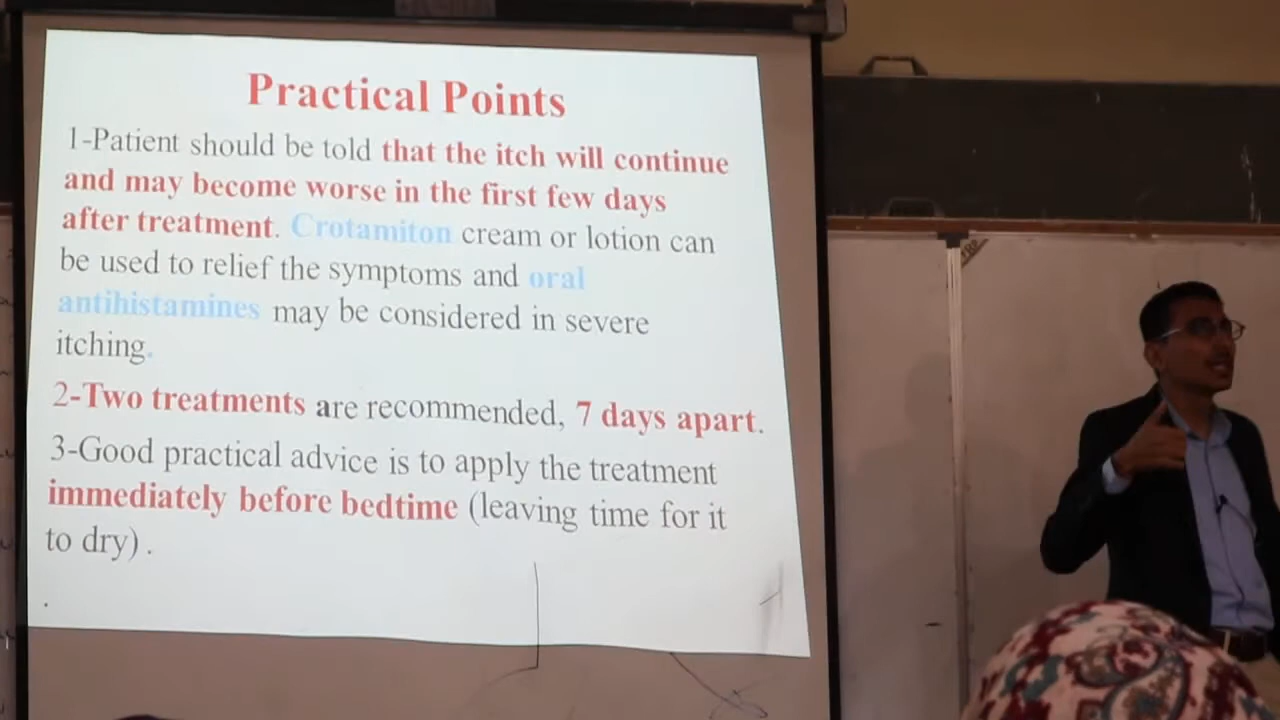 Practical Points
1-Patient should be told that the itch will continue
and may become worse in the first few days
after treatment. Crotamiton cream or lotion can
be used to relief the symptoms and oral
antihistamines may be considered in severe
itching.
2-Two treatments are recommended, 7 days apart.
3-Good practical advice is to apply the treatment
immediately before bedtime (leaving time for it
to dry) .
.